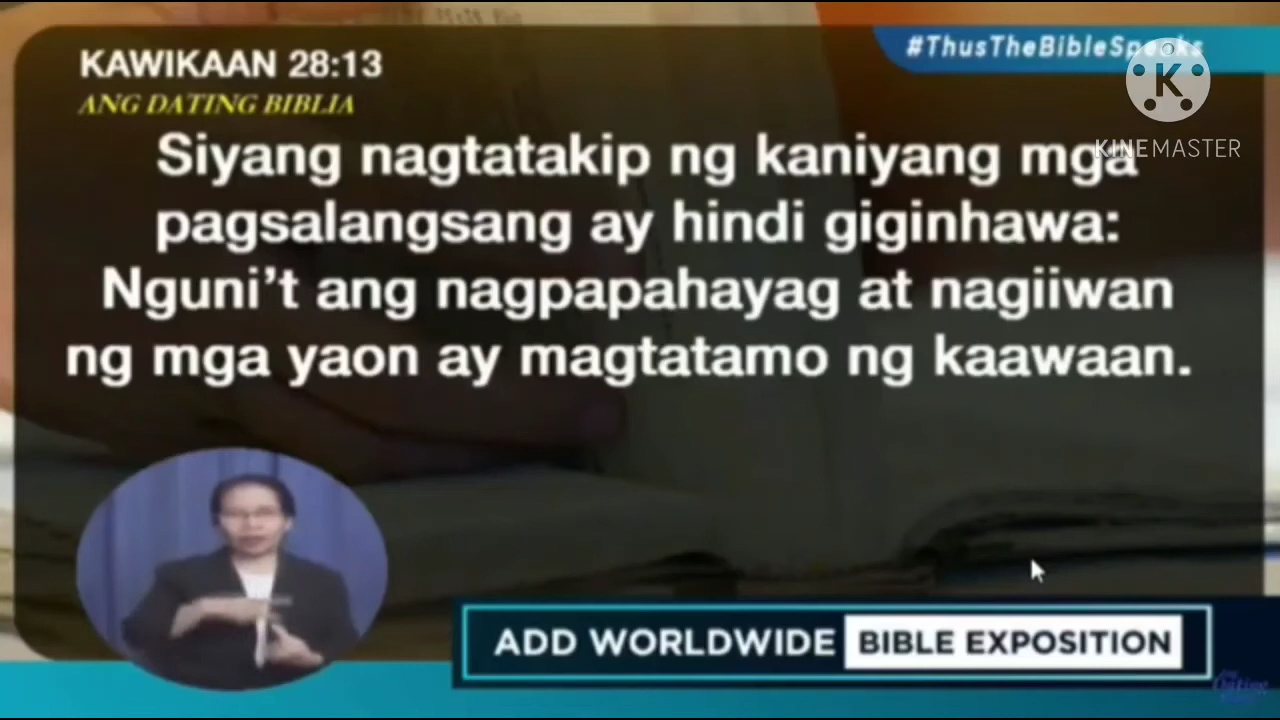 KAWIKAAN 28:13
ANG DATING BIBLIA
#ThusTheBibleSpeaks
K
KINEMASTER
Siyang nagtatakip ng kaniyang mga
pagsalangsang ay hindi giginhawa:
Nguni’t ang nagpapahayag at nagiiwan
ng mga yaon ay magtatamo ng kaawaan.
ADD WORLDWIDE BIBLE EXPOSITION